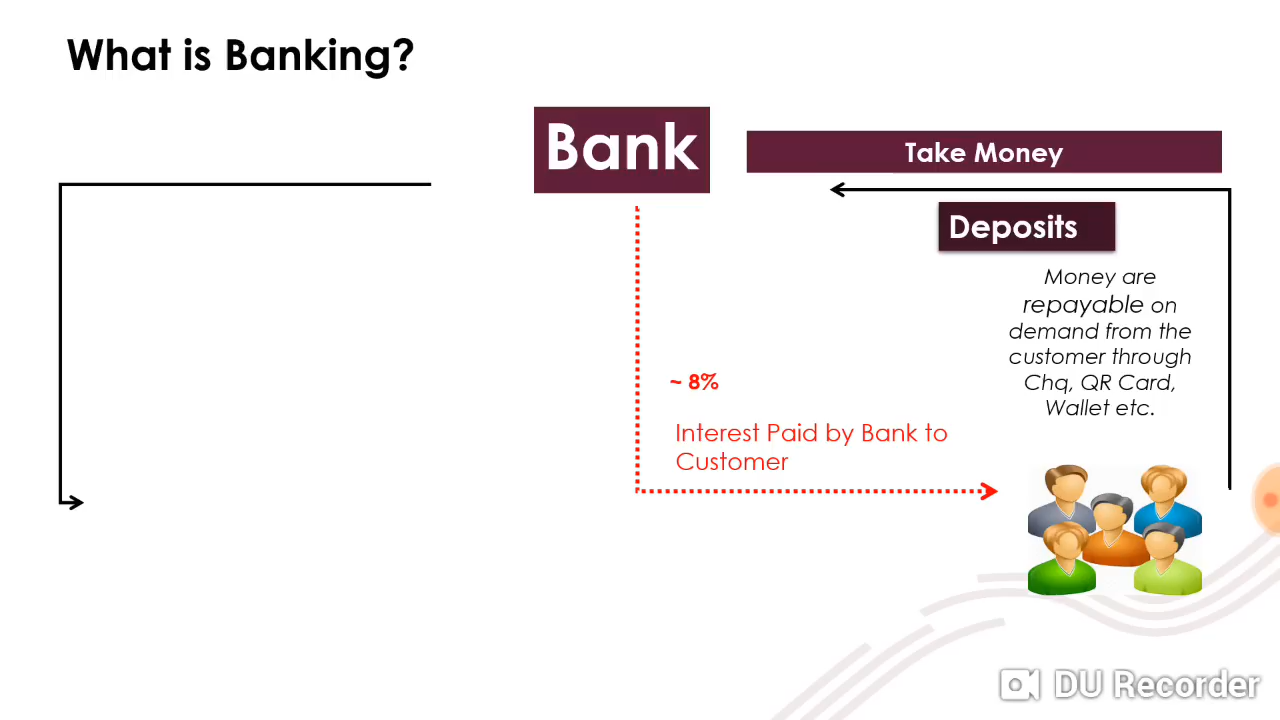 What is Banking?
Bank
Take Money
Deposits
Money are
repayable on
demand from the
customer through
Chq, QR Card,
Wallet etc.
~ 8%
Interest Paid by Bank to
Customer
DU Recorder